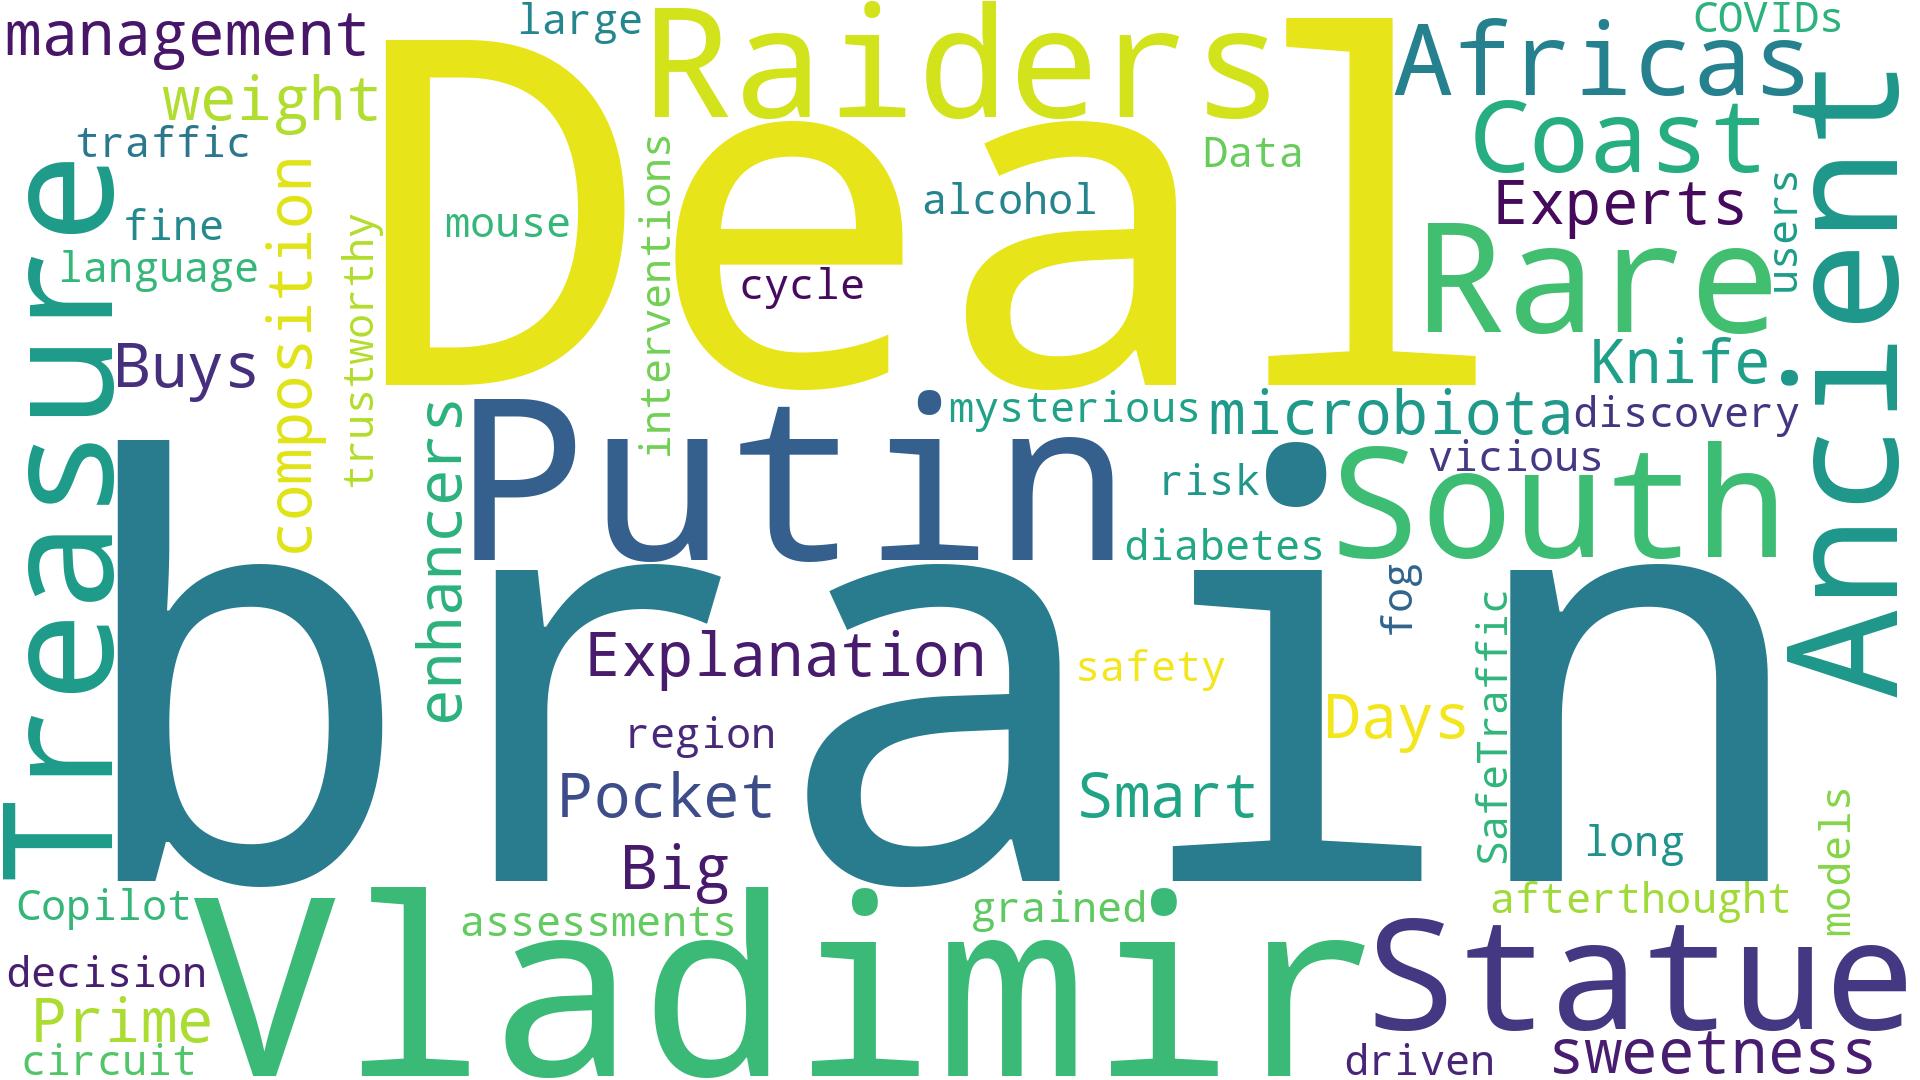 management
large
Raiders
Africas
COVIDs
weight
Deal
Coast
Ancient
traffic
Data
Treasure
composition
interventions
alcohol
Experts
users
fine
trustworthy
mouse
Rare
language
cycle
Buys
Knife
enhancers
Putin
mysterious
microbiota
discovery
brain
risk
South
vicious
diabetes
fog
Explanation
safety
SafeTraffic
region
Days
Pocket
Smart
models
Big
long
Copilot
Vladimir
assessments
grained
afterthought
decision
Statue
Prime
circuit
driven
sweetness